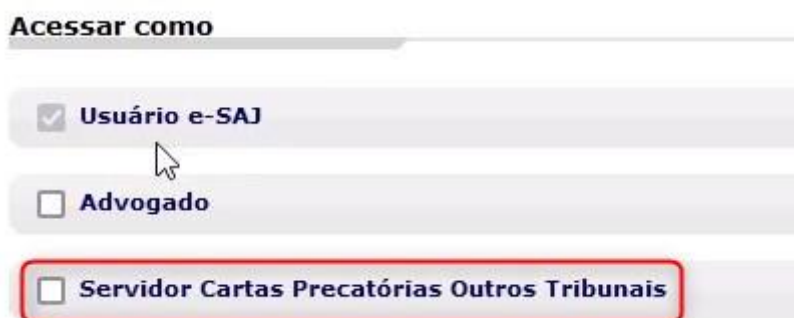 Acessar como
Usuário e-SAJ
Advogado
Servidor Cartas Precatórias Outros Tribunais